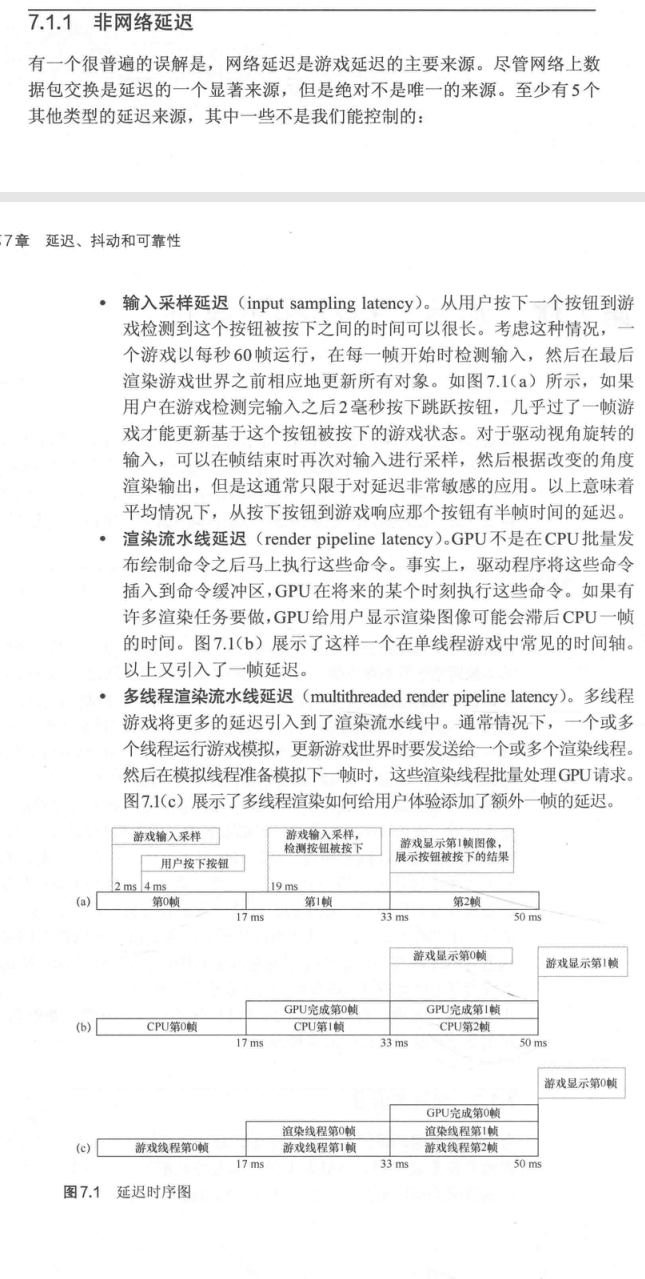 7.1.1 非网络延迟
有一个很普遍的误解是，网络延迟是游戏延迟的主要来源。尽管网络上数
据包交换是延迟的一个显著来源，但是绝对不是唯一的来源。至少有5个
其他类型的延迟来源，其中一些不是我们能控制的：
7章 延迟、抖动和可靠性
• 输入采样延迟（input sampling latency）。从用户按下一个按钮到游
戏检测到这个按钮被按下之间的时间可以很长。考虑这种情况，一
个游戏以每秒60帧运行，在每一帧开始时检测输入，然后在最后
渲染游戏世界之前相应地更新所有对象。如图7.1（a）所示，如果
用户在游戏检测完输入之后2毫秒按下跳跃按钮，几乎过了一帧游
戏才能更新基于这个按钮被按下的游戏状态。对于驱动视角旋转的
输入，可以在帧结束时再次对输入进行采样，然后根据改变的角度
渲染输出，但是这通常只限于对延迟非常敏感的应用。以上意味着
平均情况下，从按下按钮到游戏响应那个按钮有半帧时间的延迟。
• 渲染流水线延迟（render pipeline latency）。GPU不是在CPU批量发
布绘制命令之后马上执行这些命令。事实上，驱动程序将这些命令
插入到命令缓冲区，GPU在将来的某个时刻执行这些命令。如果有
许多渲染任务要做，GPU给用户显示渲染图像可能会滞后CPU一帧
的时间。图7.1（b）展示了这样一个在单线程游戏中常见的时间轴。
以上又引入了一帧延迟。
• 多线程渲染流水线延迟（multithreaded render pipeline latency）。多线程
游戏将更多的延迟引入到了渲染流水线中。通常情况下，一个或多
个线程运行游戏模拟，更新游戏世界时要发送给一个或多个渲染线程。
然后在模拟线程准备模拟下一帧时，这些渲染线程批量处理GPU请求。
图7.1（c）展示了多线程渲染如何给用户体验添加了额外一帧的延迟。
游戏输入采样
游戏输入采样，
检测按钮被按下
游戏显示第1帧图像，
展示按钮被按下的结果
用户按下按钮
2 ms 4 ms 19 ms
(a) 第0帧 第1帧 第2帧
17 ms 33 ms 50 ms
游戏显示第0帧 游戏显示第1帧
GPU完成第0帧 GPU完成第1帧
(b) CPU第0帧 CPU第1帧 CPU第2帧
17 ms 33 ms 50 ms
游戏显示第0帧
GPU完成第0帧
渲染线程第0帧 渲染线程第1帧
(c) 游戏线程第0帧 游戏线程第1帧 游戏线程第2帧
17 ms 33 ms 50 ms
图7.1 延迟时序图